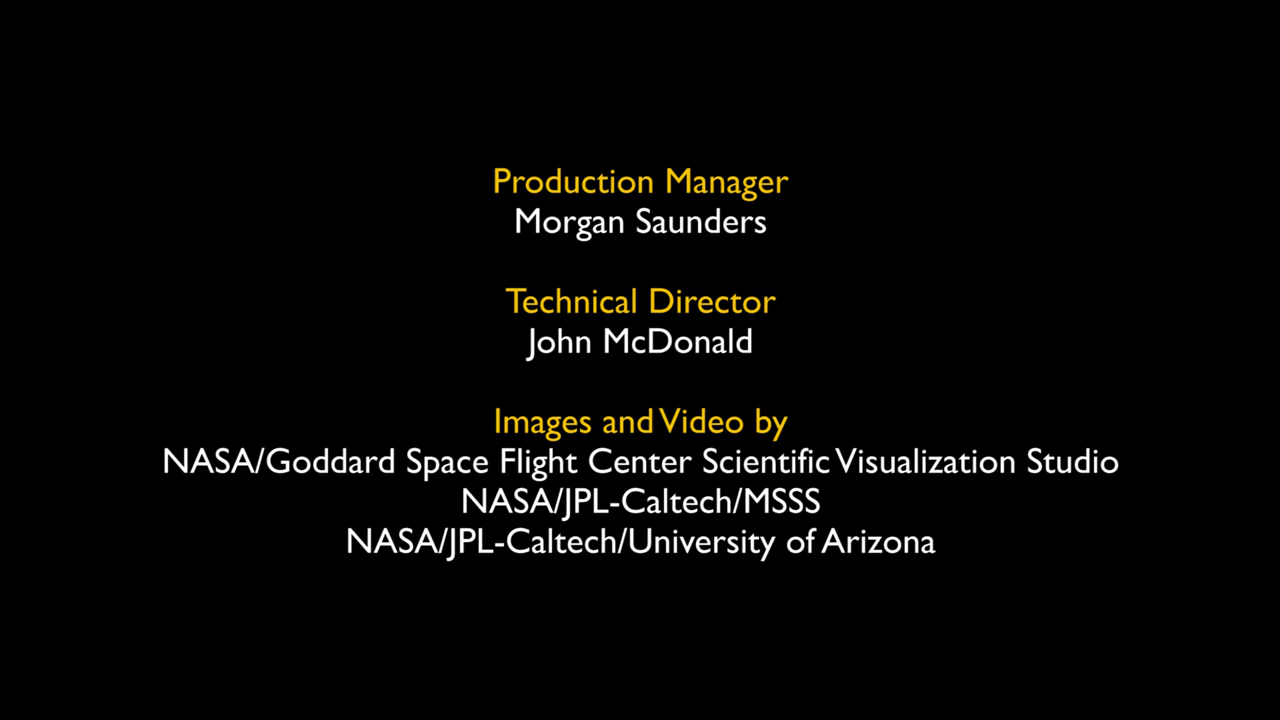 Production Manager
Morgan Saunders
Technical Director
John McDonald
Images and Video by
NASA/Goddard Space Flight Center Scientific Visualization Studio
NASA/JPL-Caltech/MSSS
NASA/JPL-Caltech/University of Arizona